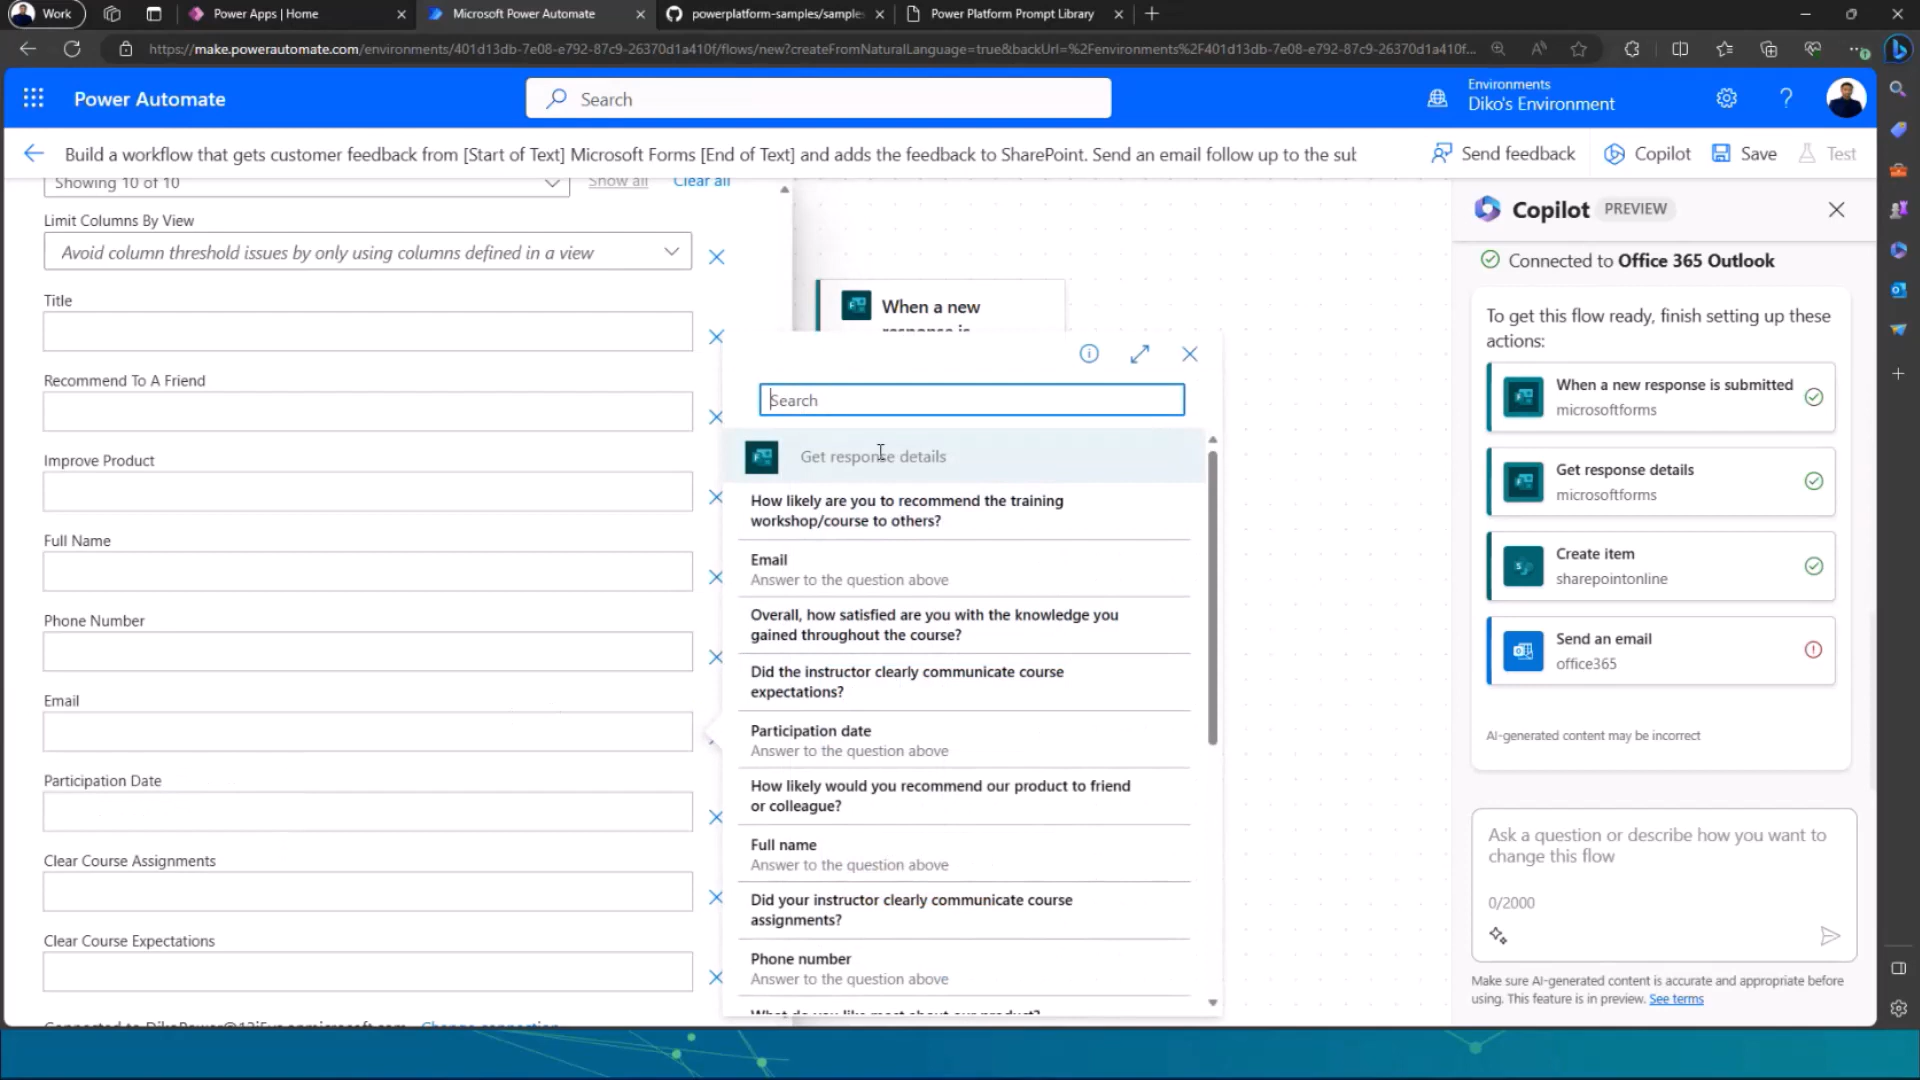 Work
Power Apps | Home
Microsoft Power Automate
powerplatform-samples/sample
Power Platform Prompt Library
https://make.powerautomate.com/environments/401d13db-7e08-e792-87c9-26370d1a410f/flows/new?createFromNaturalLanguage=true&backUrl=%2Fenvironments%2F401d13db-7e08-e792-87c9-26370d1a410f...
Power Automate
Search
Environments
Diko's Environment
Build a workflow that gets customer feedback from [Start of Text] Microsoft Forms [End of Text] and adds the feedback to SharePoint. Send an email follow up to the sub
Send feedback
Copilot
Save
Test
Showing 10 of 10
Show all
Clear all
Limit Columns By View
Avoid column threshold issues by only using columns defined in a view
Title
Recommend To A Friend
Improve Product
Full Name
Phone Number
Email
Participation Date
Clear Course Assignments
Clear Course Expectations
Change connection
When a new
response is
Search
Get response details
How likely are you to recommend the training
workshop/course to others?
Email
Answer to the question above
Overall, how satisfied are you with the knowledge you
gained throughout the course?
Did the instructor clearly communicate course
expectations?
Participation date
Answer to the question above
How likely would you recommend our product to friend
or colleague?
Full name
Answer to the question above
Did your instructor clearly communicate course
assignments?
Phone number
Answer to the question above
What do you like most about our product?
Copilot PREVIEW
Connected to Office 365 Outlook
To get this flow ready, finish setting up these
actions:
When a new response is submitted
microsoftforms
Get response details
microsoftforms
Create item
sharepointonline
Send an email
office365
AI-generated content may be incorrect
Ask a question or describe how you want to
change this flow
0/2000
Make sure AI-generated content is accurate and appropriate before
using. This feature is in preview. See terms